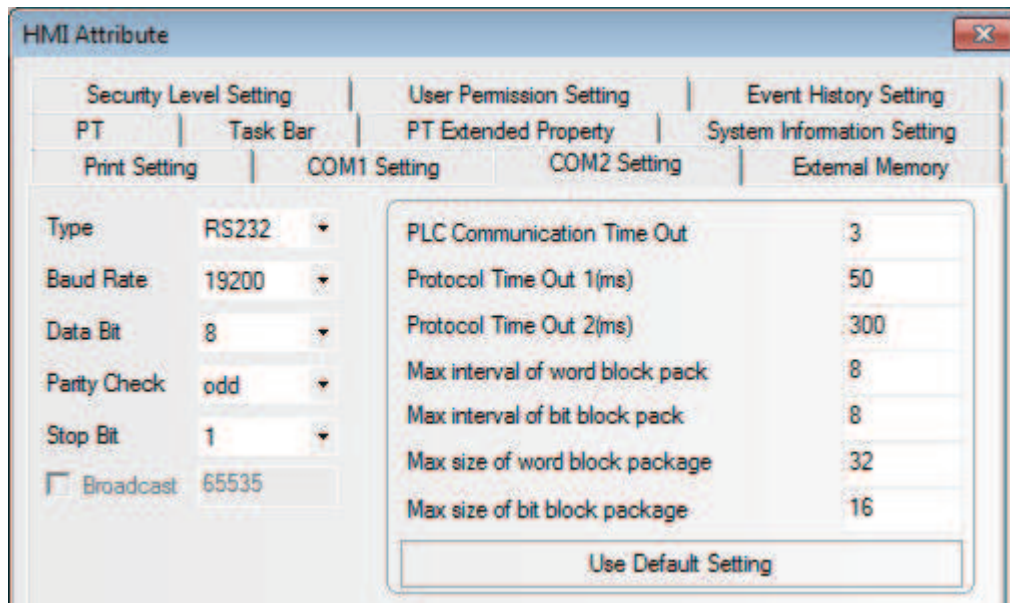 HMI Attribute
Security Level Setting User Permission Setting Event History Setting
PT Task Bar PT Extended Property System Information Setting
Print Setting COM1 Setting COM2 Setting External Memory
Type RS232
Baud Rate 19200
Data Bit 8
Parity Check odd
Stop Bit 1
Broadcast 65535
PLC Communication Time Out 3
Protocol Time Out 1(ms) 50
Protocol Time Out 2(ms) 300
Max interval of word block pack 8
Max interval of bit block pack 8
Max size of word block package 32
Max size of bit block package 16
Use Default Setting